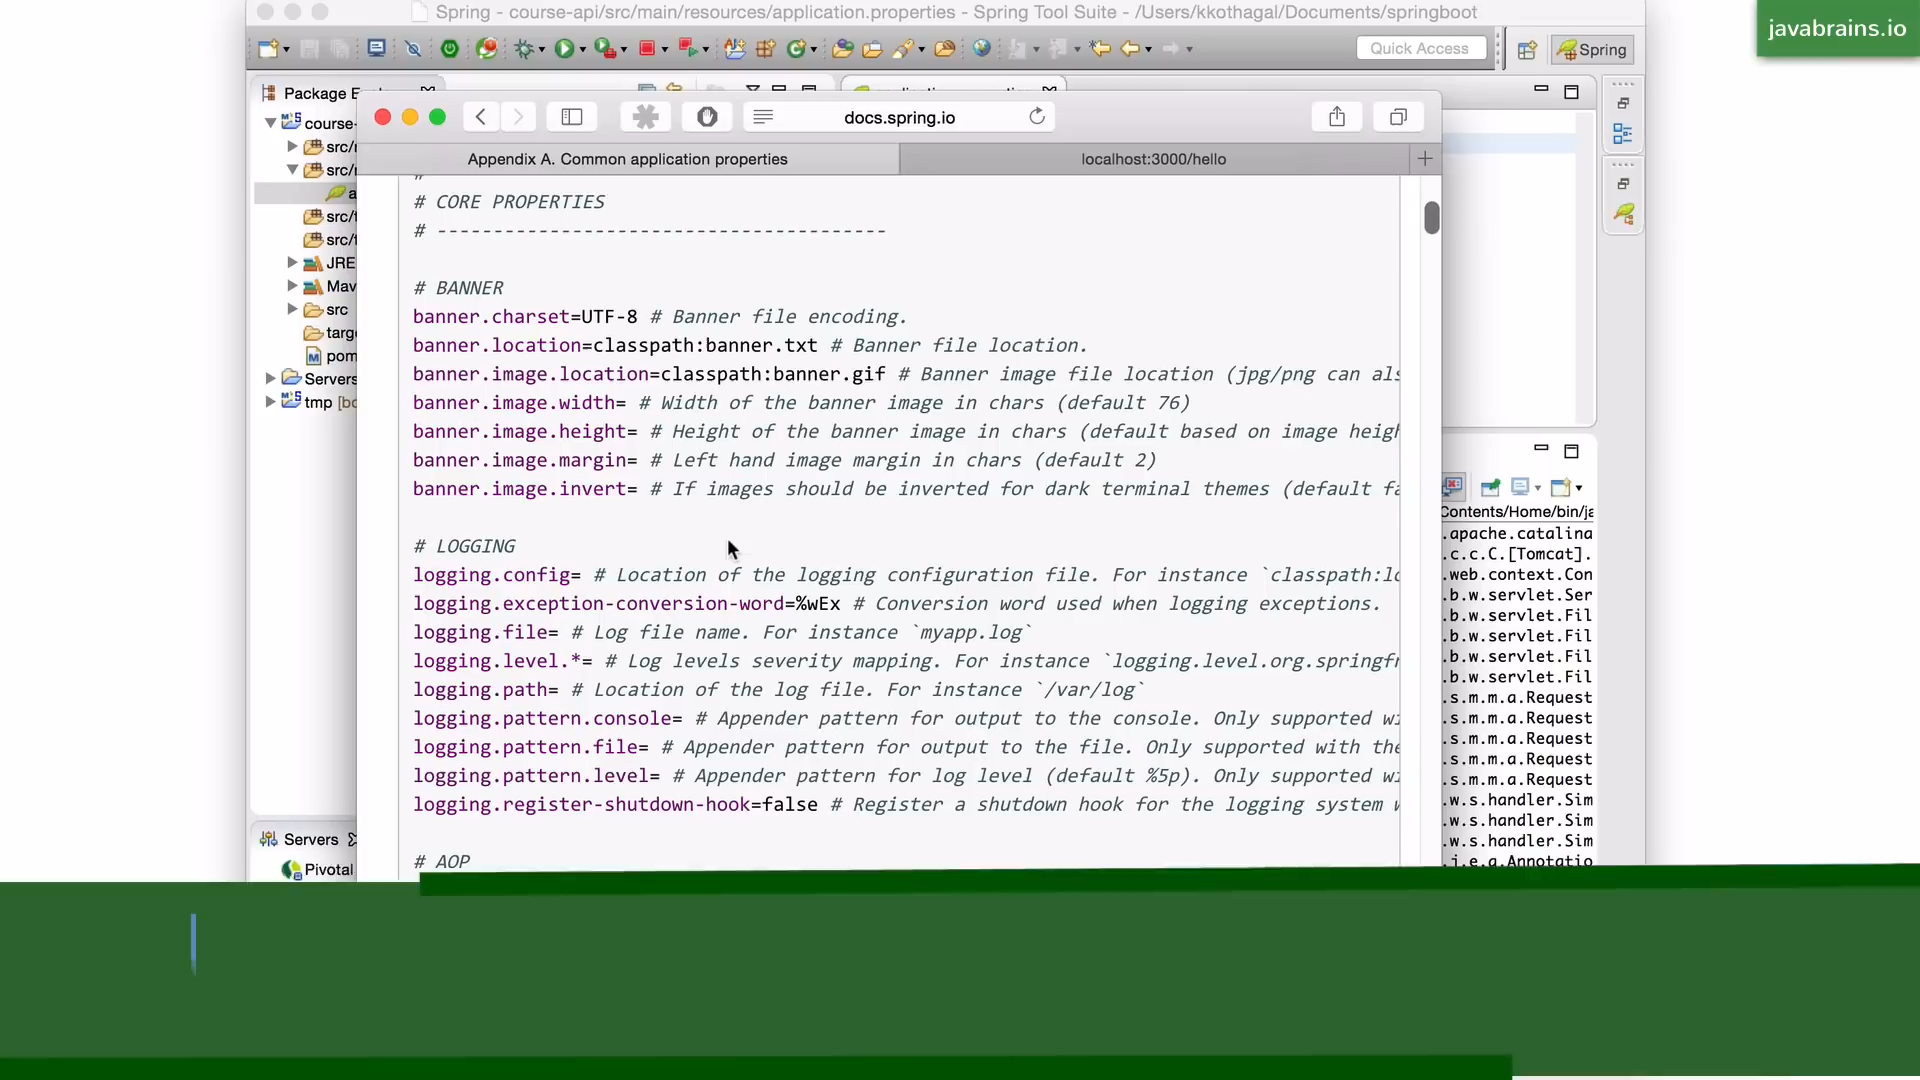 Spring - course-api/src/main/resources/application.properties - Spring Tool Suite - /Users/kkothagal/Documents/springboot
javabrains.io
Quick Access
Spring
Package E
course-
src/
src/
a
src/t
src/t
JRE
Mav
src
targe
pom
Servers
tmp [bo
Servers
Pivotal
docs.spring.io
Appendix A. Common application properties
localhost:3000/hello
#
# CORE PROPERTIES
# ----------------------------------------
# BANNER
banner.charset=UTF-8 # Banner file encoding.
banner.location=classpath:banner.txt # Banner file location.
banner.image.location=classpath:banner.gif # Banner image file location (jpg/png can als
banner.image.width= # Width of the banner image in chars (default 76)
banner.image.height= # Height of the banner image in chars (default based on image heigh
banner.image.margin= # Left hand image margin in chars (default 2)
banner.image.invert= # If images should be inverted for dark terminal themes (default fa
# LOGGING
logging.config= # Location of the logging configuration file. For instance `classpath:lo
logging.exception-conversion-word=%wEx # Conversion word used when logging exceptions.
logging.file= # Log file name. For instance `myapp.log`
logging.level.*= # Log levels severity mapping. For instance `logging.level.org.springfr
logging.path= # Location of the log file. For instance `/var/log`
logging.pattern.console= # Appender pattern for output to the console. Only supported wi
logging.pattern.file= # Appender pattern for output to the file. Only supported with the
logging.pattern.level= # Appender pattern for log level (default %5p). Only supported wi
logging.register-shutdown-hook=false # Register a shutdown hook for the logging system w
# AOP
Contents/Home/bin/ja
.apache.catalina
.c.c.C.[Tomcat].
.web.context.Con
.b.w.servlet.Ser
.b.w.servlet.Fil
.b.w.servlet.Fil
.b.w.servlet.Fil
.b.w.servlet.Fil
.s.m.m.a.Request
.s.m.m.a.Request
.s.m.m.a.Request
.s.m.m.a.Request
.s.m.m.a.Request
.w.s.handler.Sim
.w.s.handler.Sim
.w.s.handler.Sim
.j.e.a.Annotatio